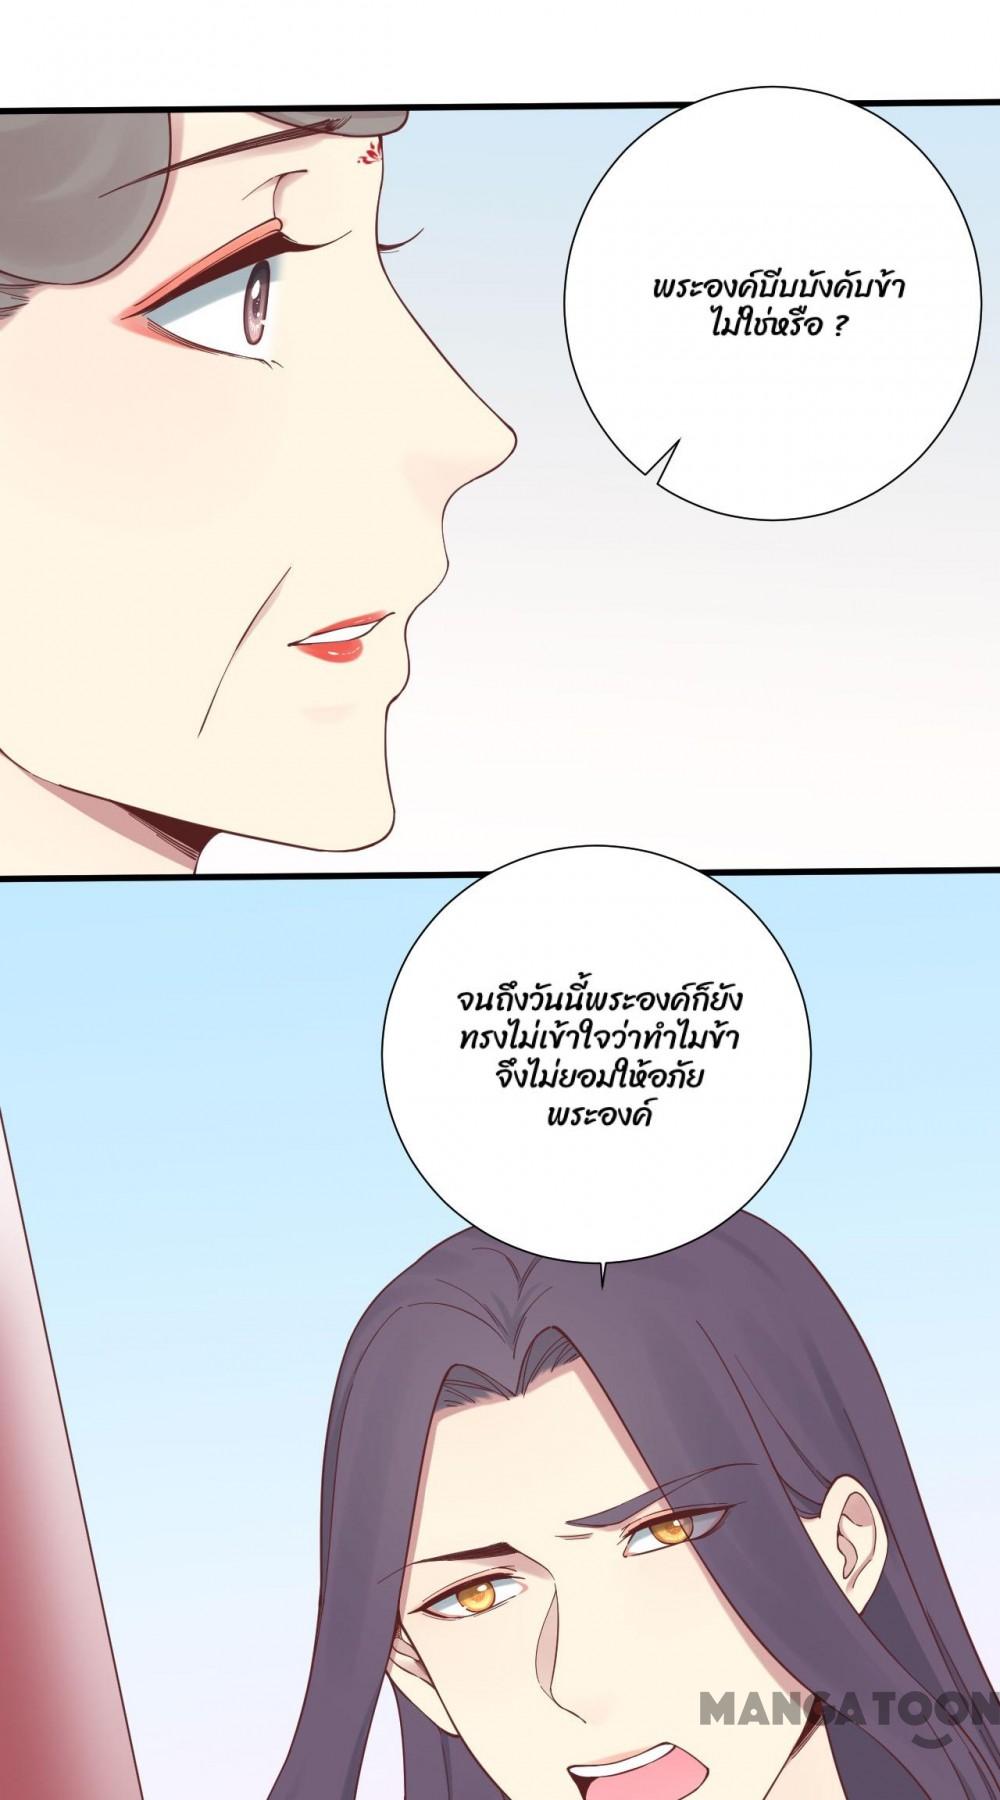 พระองค์บีบบังคับข้า
ไม่ใช่หรือ ?
จนถึงวันนี้พระองค์ก็ยัง
ทรงไม่เข้าใจว่าทำไมข้า
จึงไม่ยอมให้อภัย
พระองค์
MANGATOON